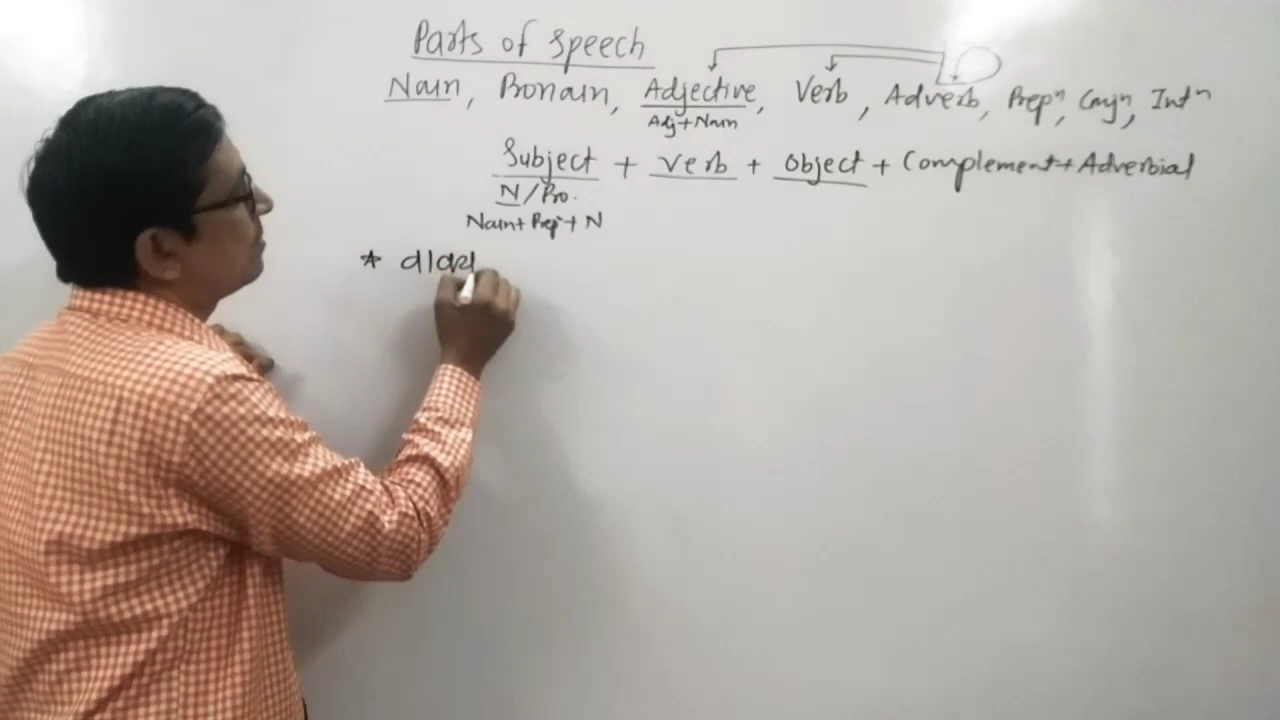 Parts of speech
Noun, Pronoun, Adjective, Verb, Adverb, Prepⁿ, Conjⁿ, Intⁿ
Adj+Noun
Subject + Verb + Object + Complement + Adverbial
N/Pro.
Noun+Prepⁿ+N
*